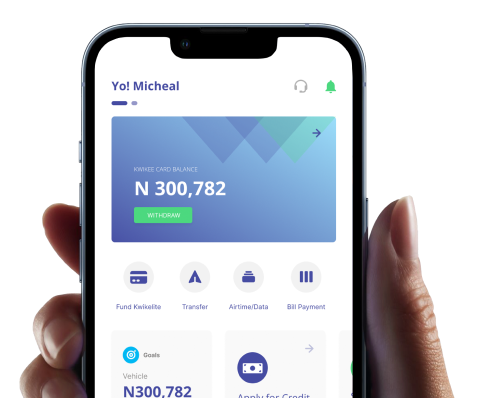 Yo! Micheal
KWIKEE CARD BALANCE
N 300,782
WITHDRAW
Fund Kwikelite Transfer Airtime/Data Bill Payment
Goals
Vehicle
N300,782
Apply for Credit